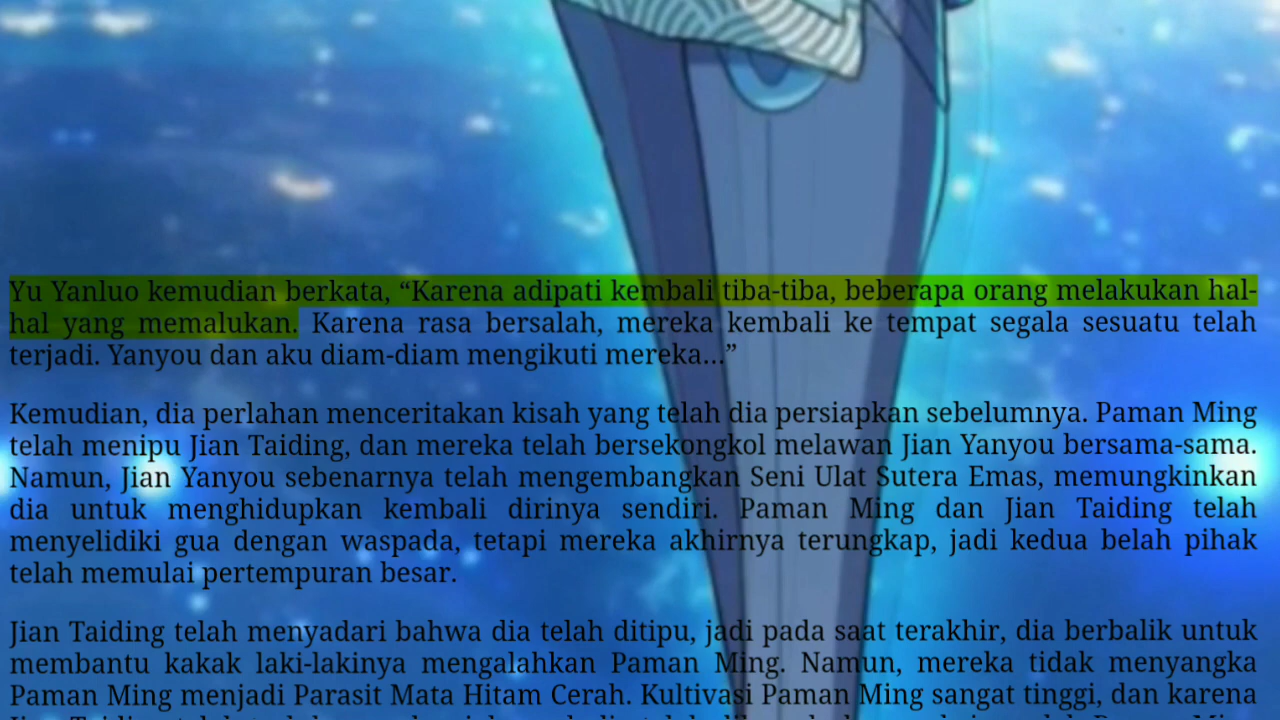 Yu Yanluo kemudian berkata, “Karena adipati kembali tiba-tiba, beberapa orang melakukan hal-
hal yang memalukan. Karena rasa bersalah, mereka kembali ke tempat segala sesuatu telah
terjadi. Yanyou dan aku diam-diam mengikuti mereka...”
Kemudian, dia perlahan menceritakan kisah yang telah dia persiapkan sebelumnya. Paman Ming
telah menipu Jian Taiding, dan mereka telah bersekongkol melawan Jian Yanyou bersama-sama.
Namun, Jian Yanyou sebenarnya telah mengembangkan Seni Ulat Sutera Emas, memungkinkan
dia untuk menghidupkan kembali dirinya sendiri. Paman Ming dan Jian Taiding telah
menyelidiki gua dengan waspada, tetapi mereka akhirnya terungkap, jadi kedua belah pihak
telah memulai pertempuran besar.
Jian Taiding telah menyadari bahwa dia telah ditipu, jadi pada saat terakhir, dia berbalik untuk
membantu kakak laki-lakinya mengalahkan Paman Ming. Namun, mereka tidak menyangka
Paman Ming menjadi Parasit Mata Hitam Cerah. Kultivasi Paman Ming sangat tinggi, dan karena